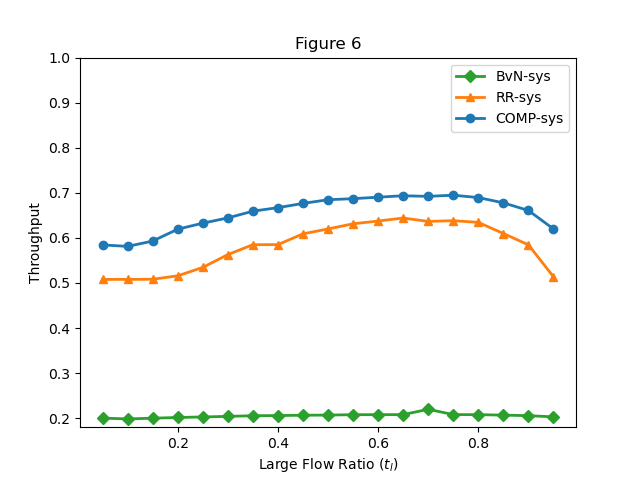 Figure 6
1.0
0.9
0.8
0.7
0.6
0.5
0.4
0.3
0.2
Throughput
BvN-sys
RR-sys
COMP-sys
0.2 0.4 0.6 0.8
Large Flow Ratio (t_l)